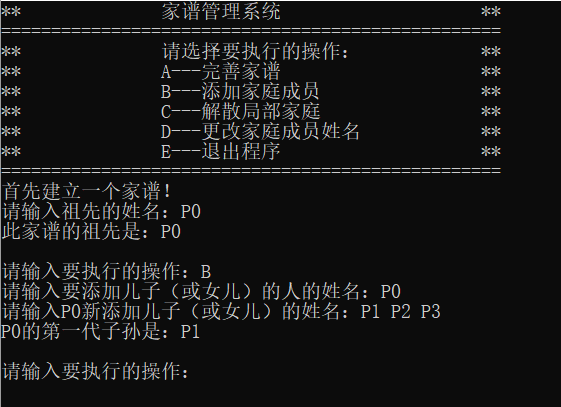 **              家谱管理系统                    **
==================================================
**              请选择要执行的操作:             **
**              A---完善家谱                    **
**              B---添加家庭成员                **
**              C---解散局部家庭                **
**              D---更改家庭成员姓名            **
**              E---退出程序                    **
==================================================
首先建立一个家谱!
请输入祖先的姓名: P0
此家谱的祖先是: P0
请输入要执行的操作: B
请输入要添加儿子（或女儿）的人的姓名: P0
请输入P0新添加儿子（或女儿）的姓名: P1 P2 P3
P0的第一代子孙是: P1
请输入要执行的操作: